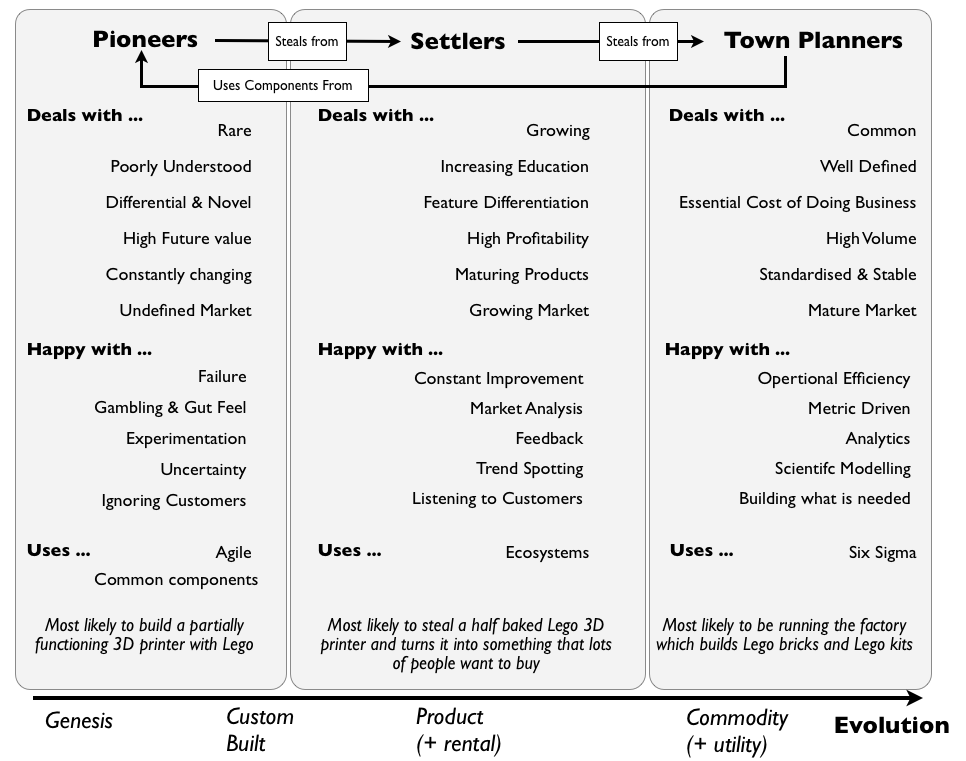 Pioneers
Steals from
Settlers
Steals from
Town Planners
Uses Components From
Deals with ...
Rare
Poorly Understood
Differential & Novel
High Future value
Constantly changing
Undefined Market
Happy with ...
Failure
Gambling & Gut Feel
Experimentation
Uncertainty
Ignoring Customers
Uses ...
Agile
Common components
Most likely to build a partially
functioning 3D printer with Lego
Deals with ...
Growing
Increasing Education
Feature Differentiation
High Profitability
Maturing Products
Growing Market
Happy with ...
Constant Improvement
Market Analysis
Feedback
Trend Spotting
Listening to Customers
Uses ...
Ecosystems
Most likely to steal a half baked Lego 3D
printer and turns it into something that lots
of people want to buy
Deals with ...
Common
Well Defined
Essential Cost of Doing Business
High Volume
Standardised & Stable
Mature Market
Happy with ...
Opertional Efficiency
Metric Driven
Analytics
Scientifc Modelling
Building what is needed
Uses ...
Six Sigma
Most likely to be running the factory
which builds Lego bricks and Lego kits
Genesis
Custom
Built
Product
(+ rental)
Commodity
(+ utility)
Evolution